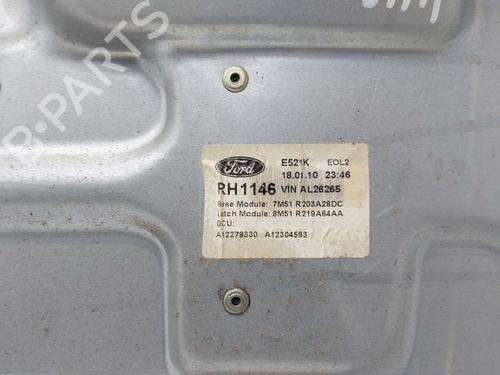 B-PARTS
Ford E521K EOL2
18.01.10 23:46
RH1146 VIN AL26265
Base Module: 7M51 R203A28DC
Latch Module: 8M51 R219A64AA
DCU:
A12279330 A12304593